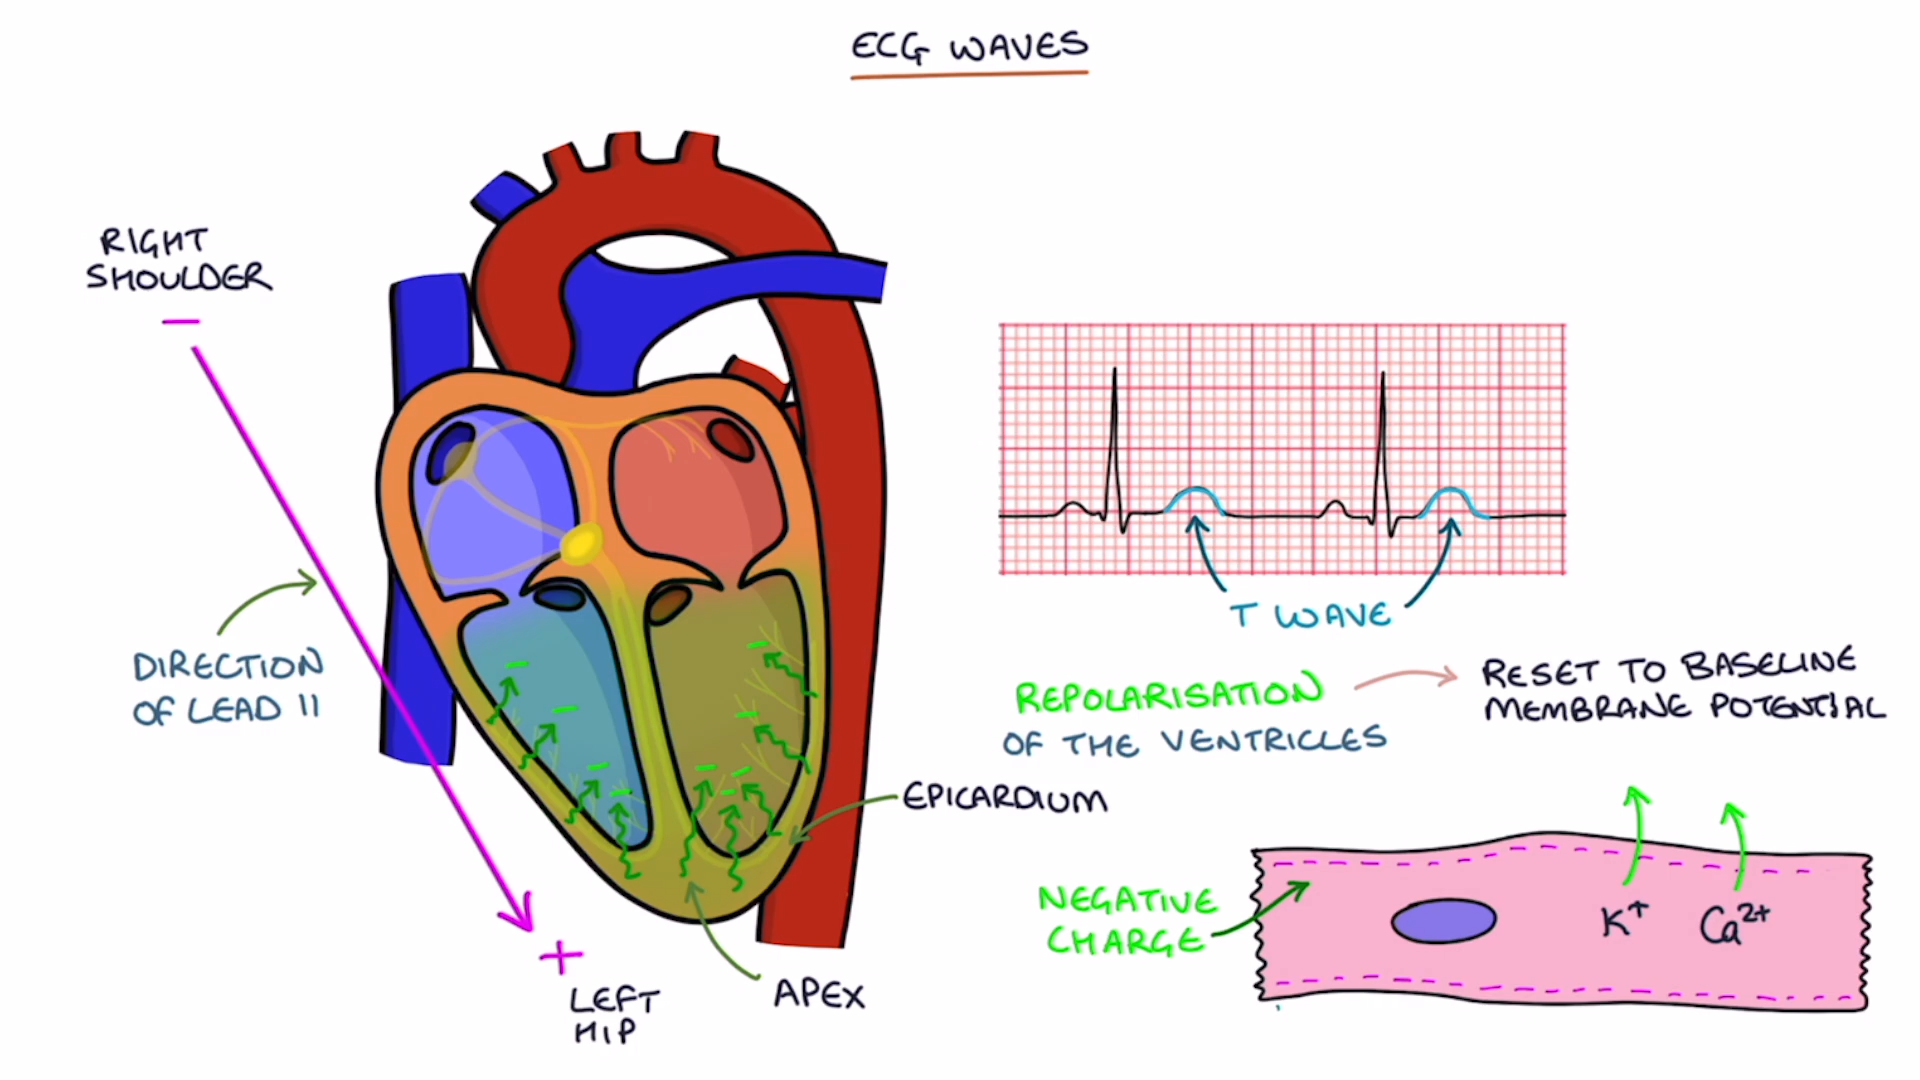 ECG WAVES
RIGHT
SHOULDER
−
DIRECTION
OF LEAD II
+
LEFT
HIP
APEX
EPICARDIUM
T WAVE
REPOLARISATION
OF THE VENTRICLES
RESET TO BASELINE
MEMBRANE POTENTIAL
NEGATIVE
CHARGE
K⁺
Ca²⁺